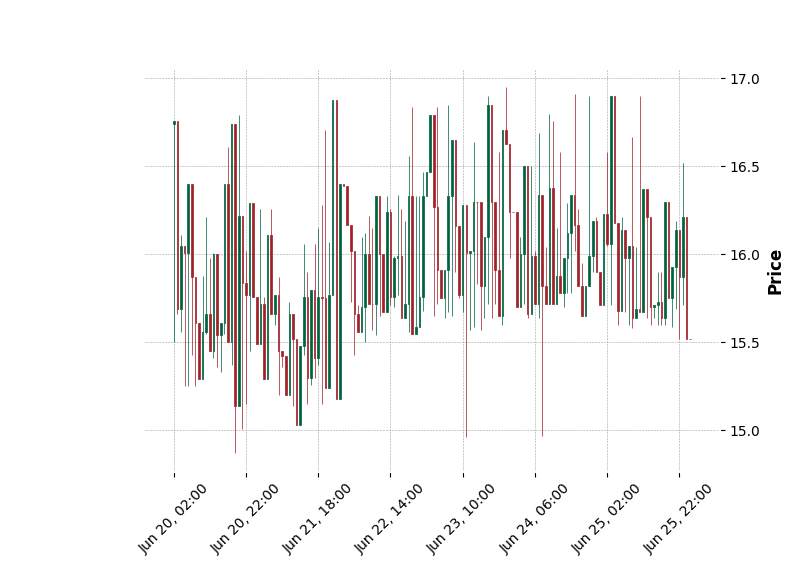 17.0
16.5
16.0
15.5
15.0
Price
Jun 20, 02:00
Jun 20, 22:00
Jun 21, 18:00
Jun 22, 14:00
Jun 23, 10:00
Jun 24, 06:00
Jun 25, 02:00
Jun 25, 22:00